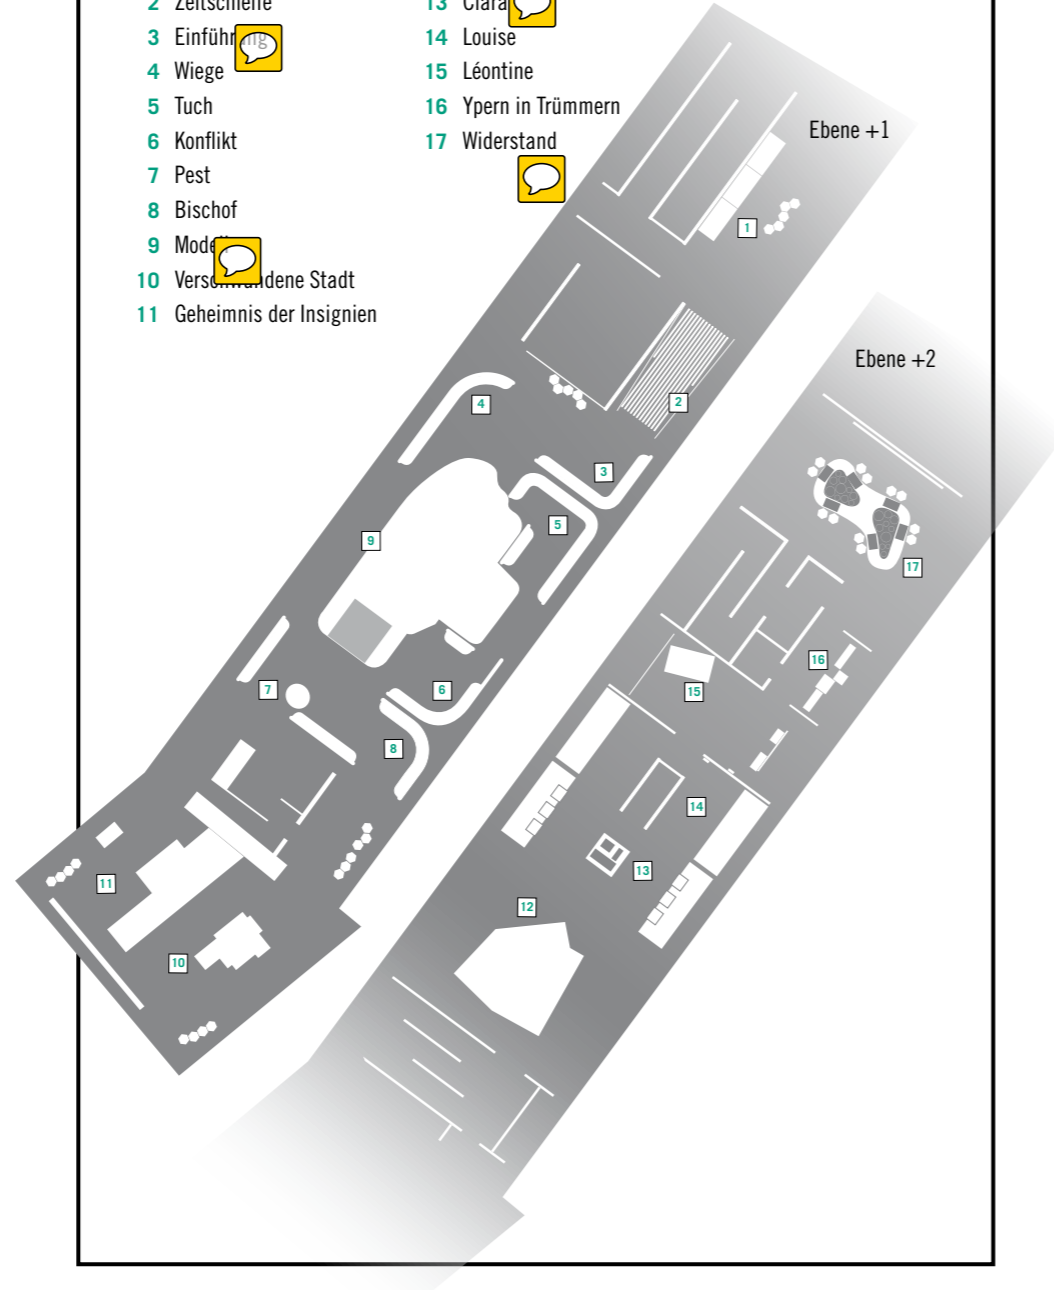 2 Zeitschiene
3 Einführung
4 Wiege
5 Tuch
6 Konflikt
7 Pest
8 Bischof
9
10 Verschwundene Stadt
11 Geheimnis der Insignien
13 Clara
14 Louise
15 Léontine
16 Ypern in Trümmern
17 Widerstand
Ebene +1
1
2
3
4
5
6
7
8
9
10
11
Ebene +2
12
13
14
15
16
17